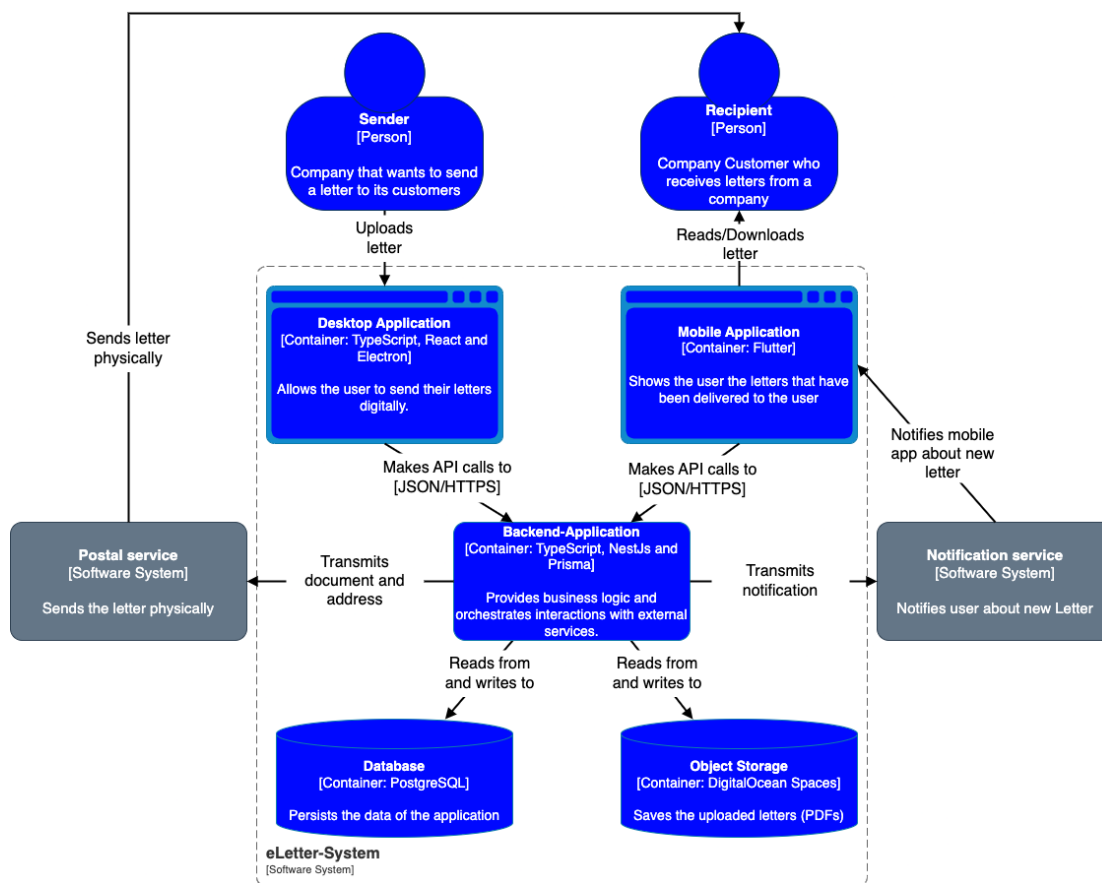 Sender
[Person]
Company that wants to send
a letter to its customers
Recipient
[Person]
Company Customer who
receives letters from a
company
Uploads
letter
Reads/Downloads
letter
Sends letter
physically
Desktop Application
[Container: TypeScript, React and
Electron]
Allows the user to send their letters
digitally.
Mobile Application
[Container: Flutter]
Shows the user the letters that have
been delivered to the user
Notifies mobile
app about new
letter
Makes API calls to
[JSON/HTTPS]
Makes API calls to
[JSON/HTTPS]
Postal service
[Software System]
Sends the letter physically
Transmits
document and
address
Backend-Application
[Container: TypeScript, NestJs and
Prisma]
Provides business logic and
orchestrates interactions with external
services.
Transmits
notification
Notification service
[Software System]
Notifies user about new Letter
Reads from
and writes to
Reads from
and writes to
Database
[Container: PostgreSQL]
Persists the data of the application
Object Storage
[Container: DigitalOcean Spaces]
Saves the uploaded letters (PDFs)
eLetter-System
[Software System]